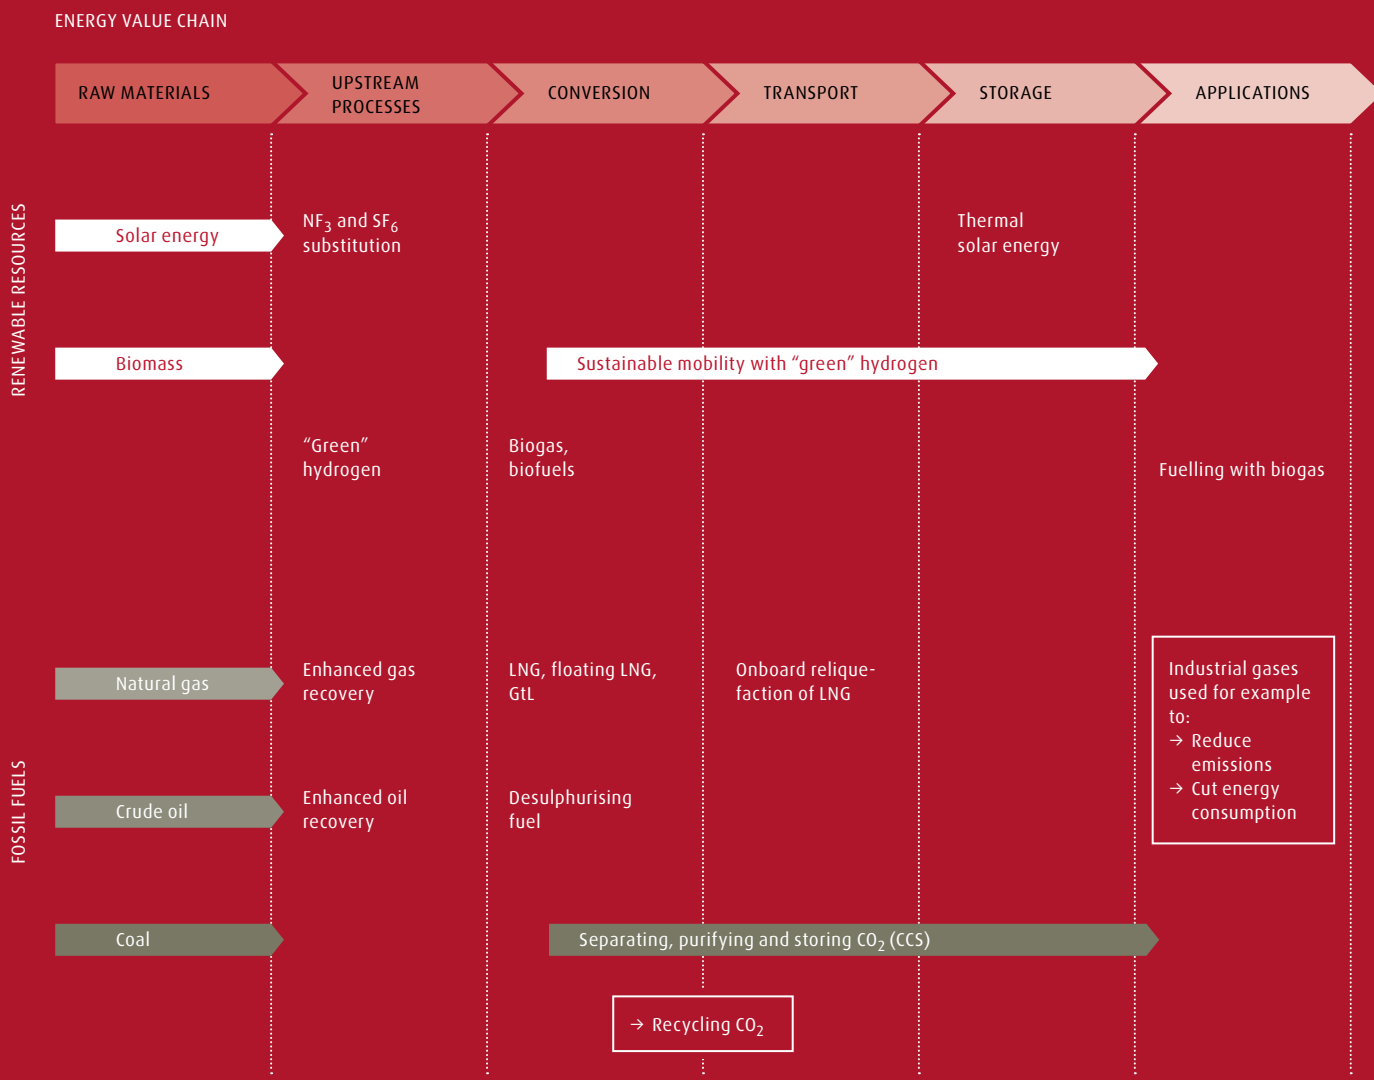 ENERGY VALUE CHAIN
RAW MATERIALS
UPSTREAM
PROCESSES
CONVERSION
TRANSPORT
STORAGE
APPLICATIONS
RENEWABLE RESOURCES
Solar energy
NF₃ and SF₆
substitution
Thermal
solar energy
Biomass
Sustainable mobility with “green” hydrogen
“Green”
hydrogen
Biogas,
biofuels
Fuelling with biogas
FOSSIL FUELS
Natural gas
Enhanced gas
recovery
LNG, floating LNG,
GtL
Onboard relique-
faction of LNG
Industrial gases
used for example
to:
→ Reduce
emissions
→ Cut energy
consumption
Crude oil
Enhanced oil
recovery
Desulphurising
fuel
Coal
Separating, purifying and storing CO₂ (CCS)
→ Recycling CO₂